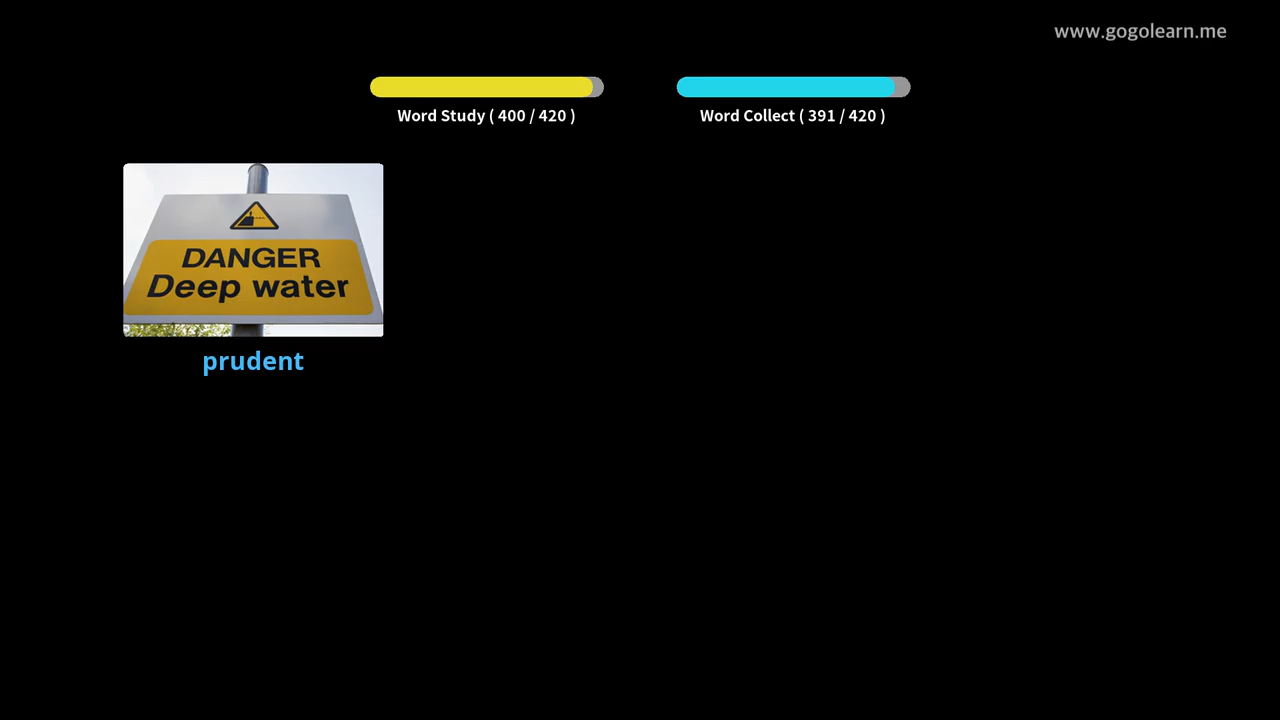 www.gogolearn.me
Word Study ( 400 / 420 )
Word Collect ( 391 / 420 )
DANGER
Deep water
prudent